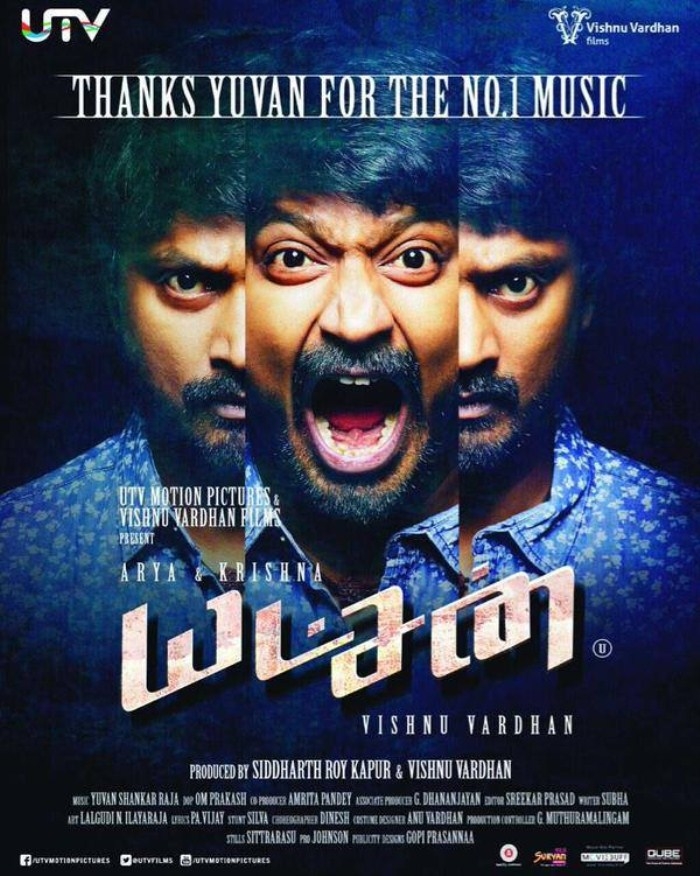 UTV
Vishnu Vardhan
films
THANKS YUVAN FOR THE NO.1 MUSIC
UTV MOTION PICTURES &
VISHNU VARDHAN FILMS
PRESENT
ARYA & KRISHNA
யட்சன்
U
VISHNU VARDHAN
PRODUCED BY SIDDHARTH ROY KAPUR & VISHNU VARDHAN
MUSIC YUVAN SHANKAR RAJA DOP OM PRAKASH CO-PRODUCER AMRITA PANDEY ASSOCIATE PRODUCER G. DHANANJAYAN EDITOR SREEKAR PRASAD WRITER SUBHA
ART LALGUDI N. ILAYARAJA LYRICS PA.VIJAY STUNT SILVA CHOREOGRAPHER DINESH COSTUME DESIGNER ANU VARDHAN PRODUCTION CONTROLLER G. MUTHURAMALINGAM
STILLS SITTRARASU PRO JOHNSON PUBLICITY DESIGNS GOPI PRASANNAA
/UTVMOTIONPICTURES /UTVFILMS /UTVMOTIONPICTURES
SURYAN
MOVIEBUFF
QUBE